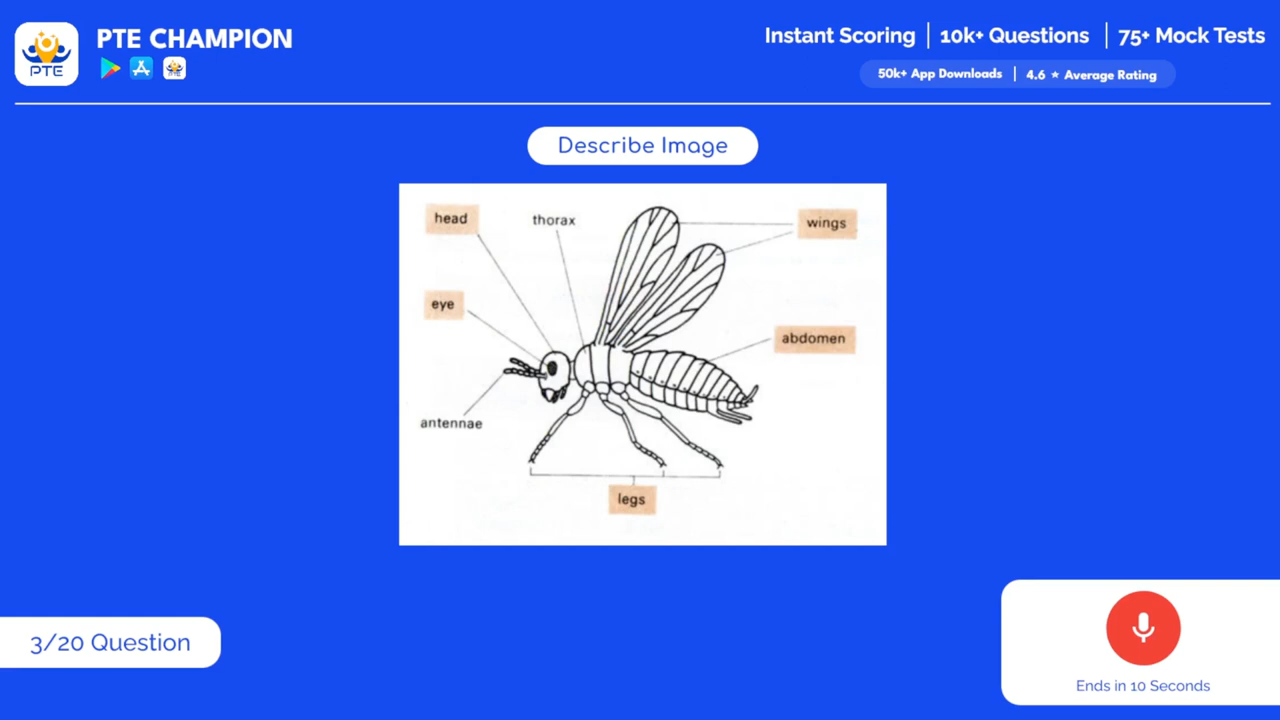 PTE CHAMPION
PTE
Instant Scoring | 10k+ Questions | 75+ Mock Tests
50k+ App Downloads | 4.6 ★ Average Rating
Describe Image
head
thorax
wings
eye
abdomen
antennae
legs
3/20 Question
Ends in 10 Seconds